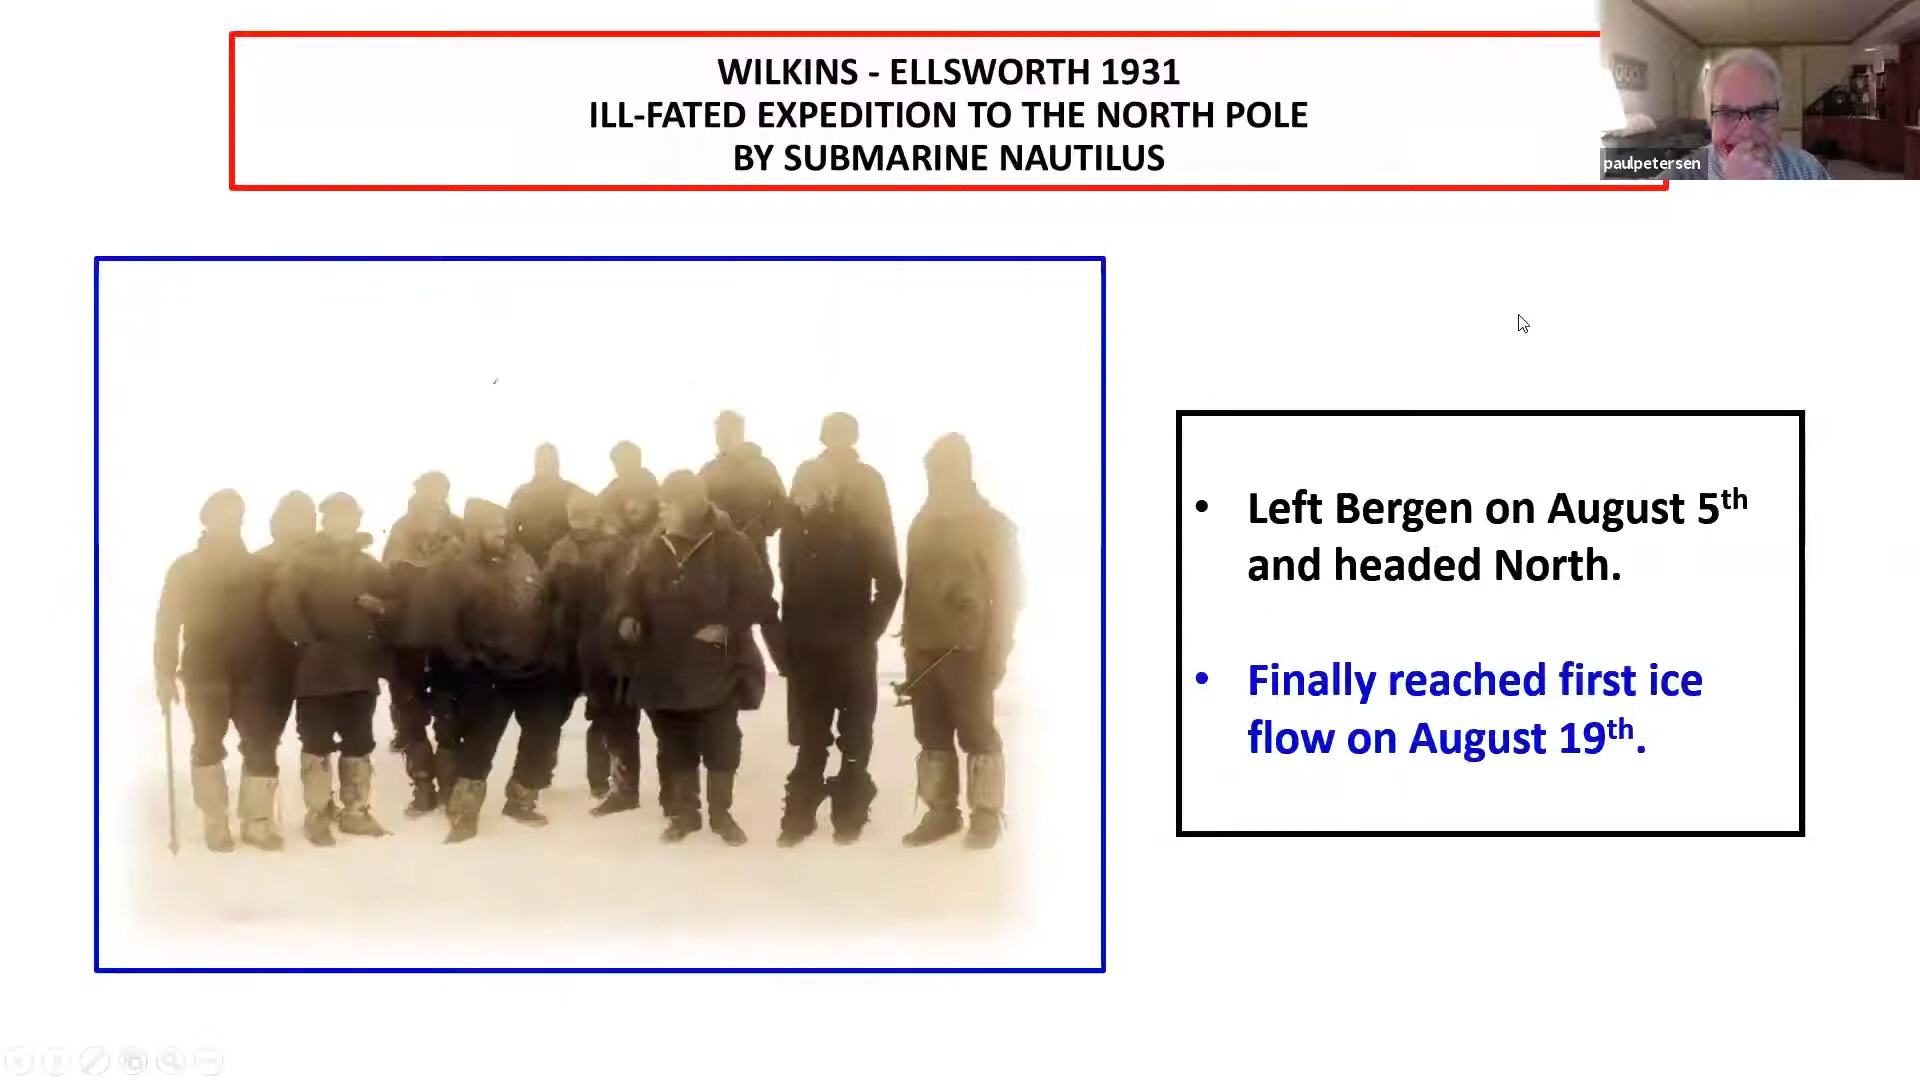 WILKINS - ELLSWORTH 1931
ILL-FATED EXPEDITION TO THE NORTH POLE
BY SUBMARINE NAUTILUS
paulpetersen
• Left Bergen on August 5th
and headed North.
• Finally reached first ice
flow on August 19th.